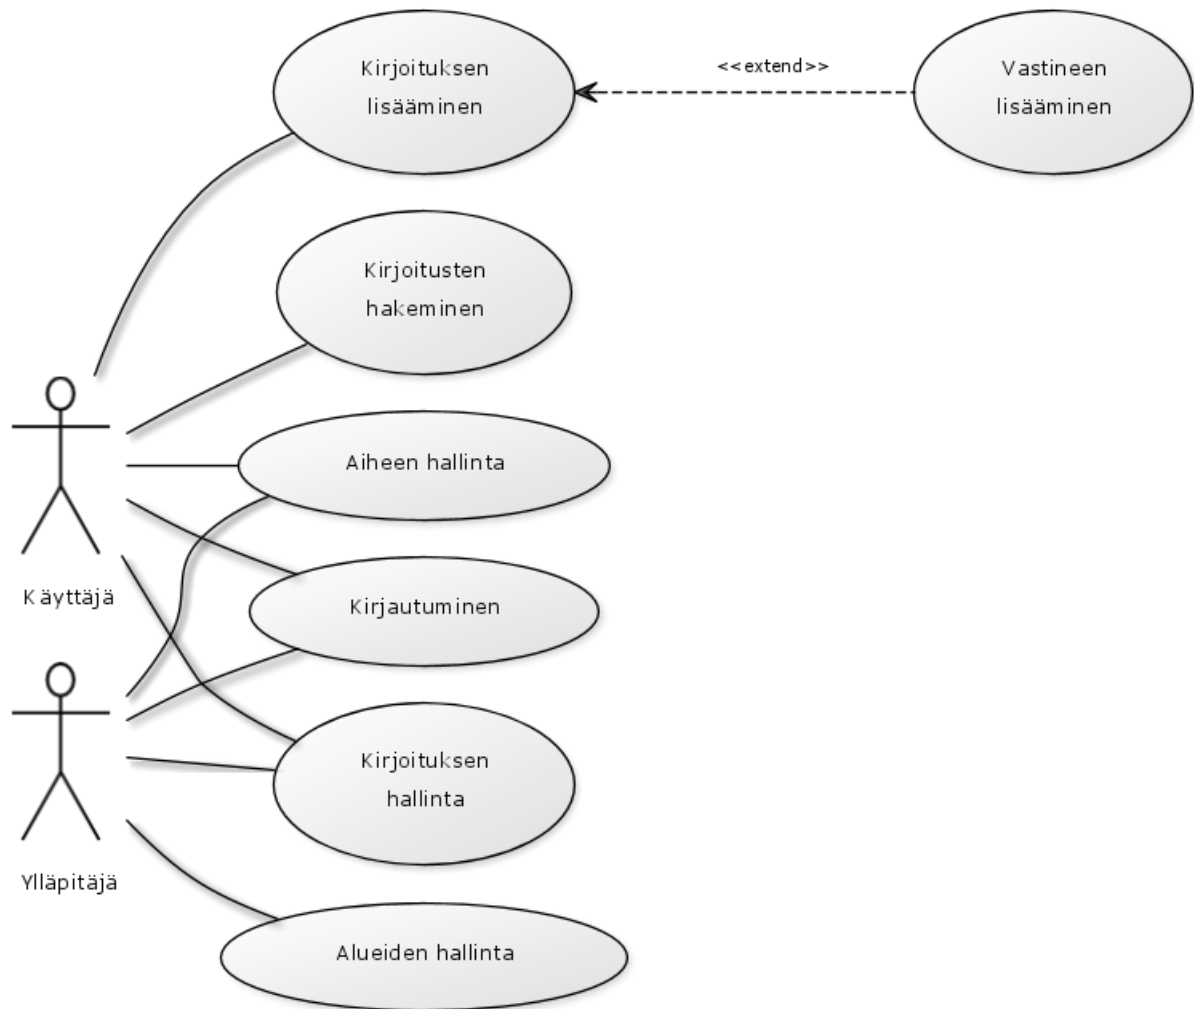 Kirjoituksen
lisääminen
<<extend>>
Vastineen
lisääminen
Kirjoitusten
hakeminen
Aiheen hallinta
Käyttäjä
Kirjautuminen
Kirjoituksen
hallinta
Ylläpitäjä
Alueiden hallinta